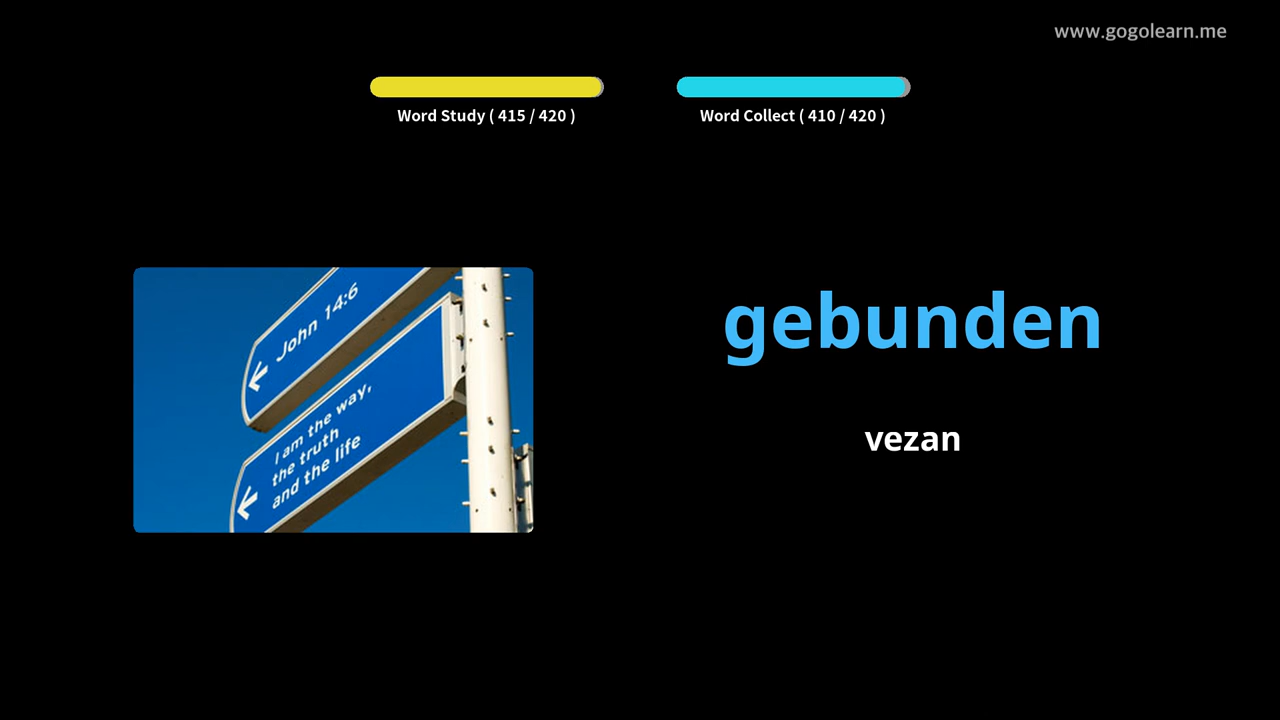 www.gogolearn.me
Word Study ( 415 / 420 )
Word Collect ( 410 / 420 )
John 14:6
I am the way,
the truth
and the life
gebunden
vezan